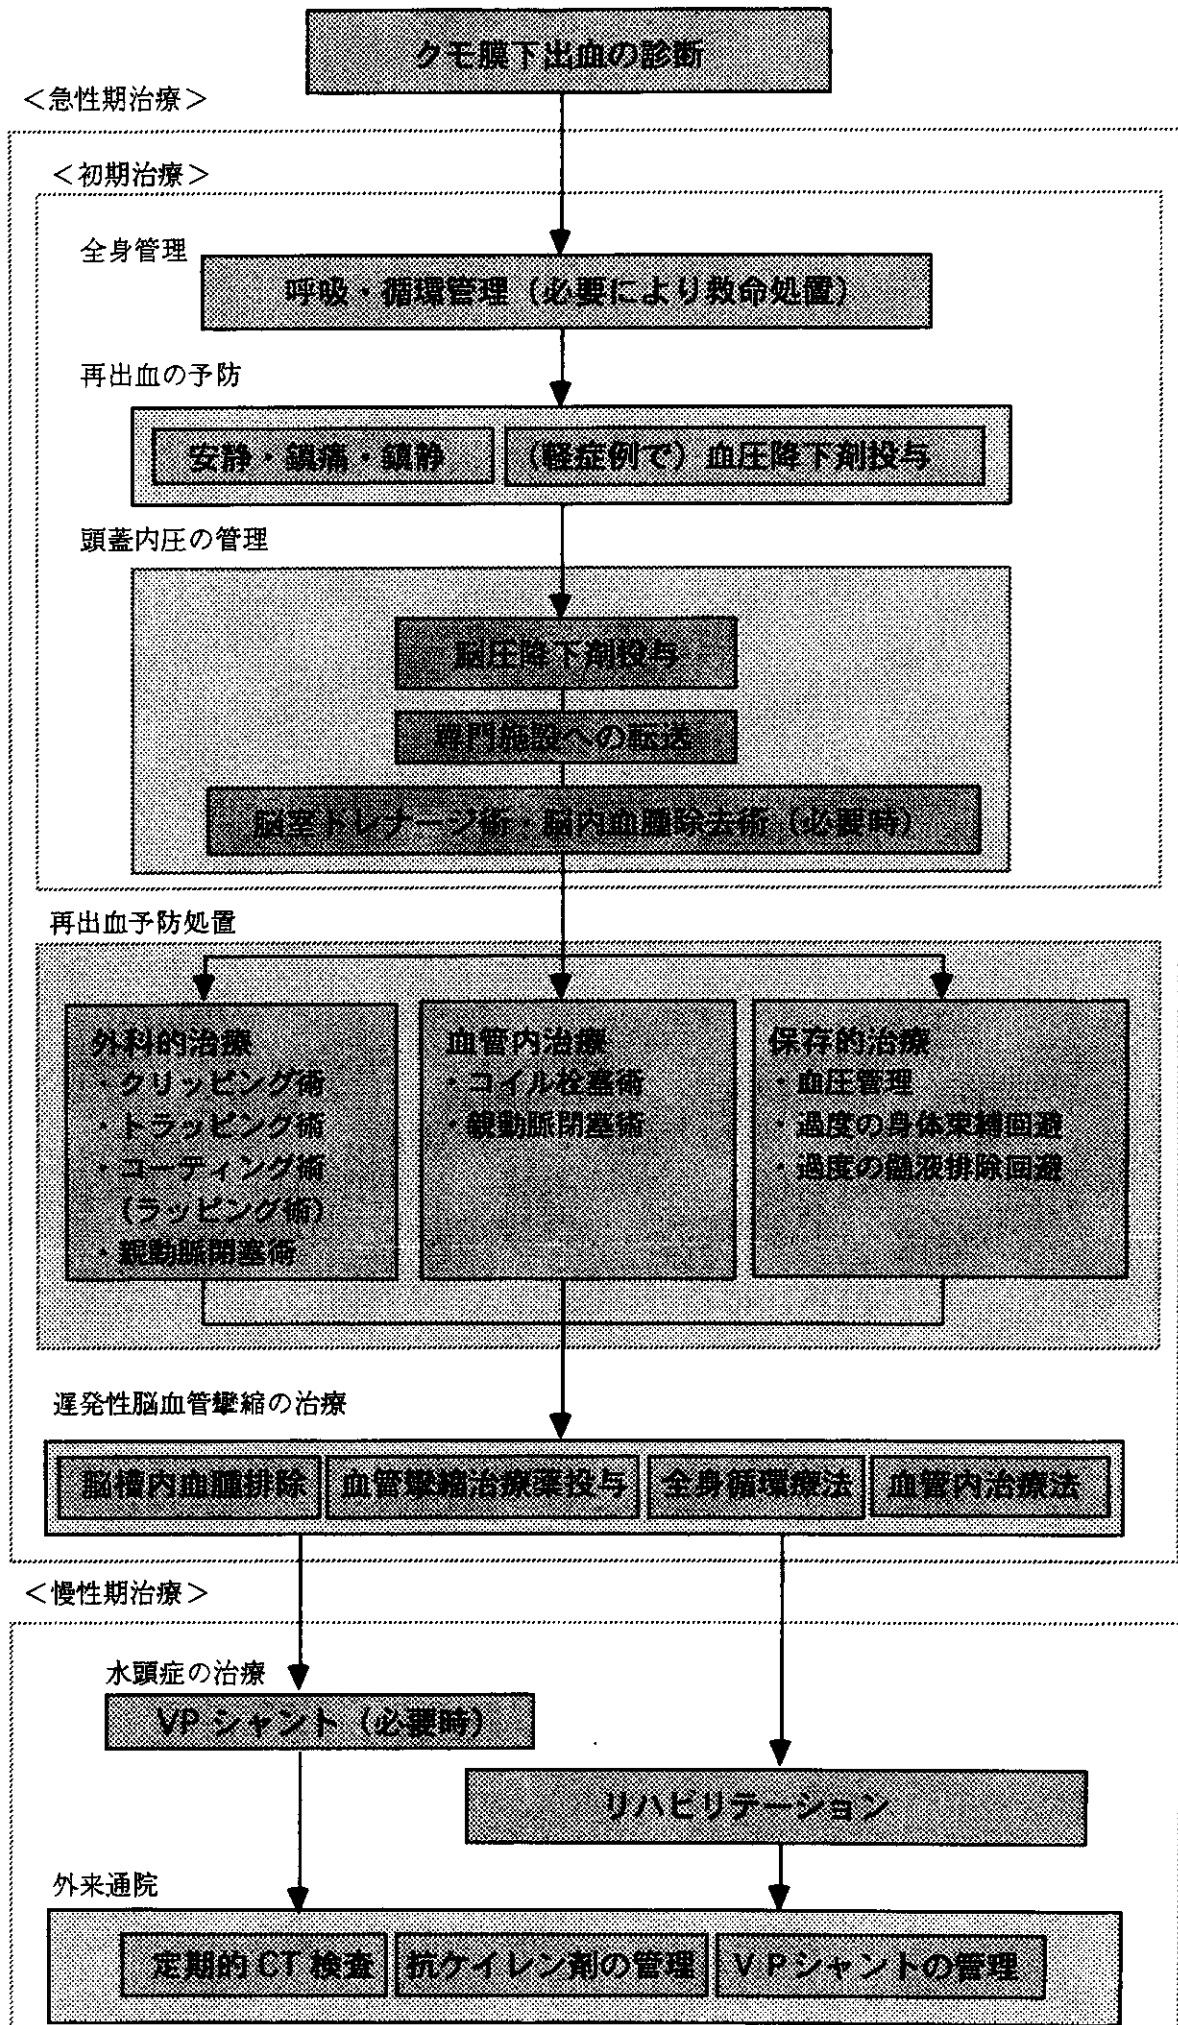 クモ膜下出血の診断
＜急性期治療＞
＜初期治療＞
全身管理
呼吸・循環管理（必要により救命処置）
再出血の予防
安静・鎮痛・鎮静
（軽症例で）血圧降下剤投与
頭蓋内圧の管理
脳圧降下剤投与
専門施設への転送
脳室ドレナージ術・脳内血腫除去術（必要時）
再出血予防処置
外科的治療
・クリッピング術
・トラッピング術
・コーティング術
（ラッピング術）
・親動脈閉塞術
血管内治療
・コイル栓塞術
・親動脈閉塞術
保存的治療
・血圧管理
・過度の身体束縛回避
・過度の髄液排除回避
遅発性脳血管攣縮の治療
脳槽内血腫排除
血管攣縮治療薬投与
全身循環療法
血管内治療法
＜慢性期治療＞
水頭症の治療
VP シャント（必要時）
リハビリテーション
外来通院
定期的 CT 検査
抗ケイレン剤の管理
ＶＰシャントの管理